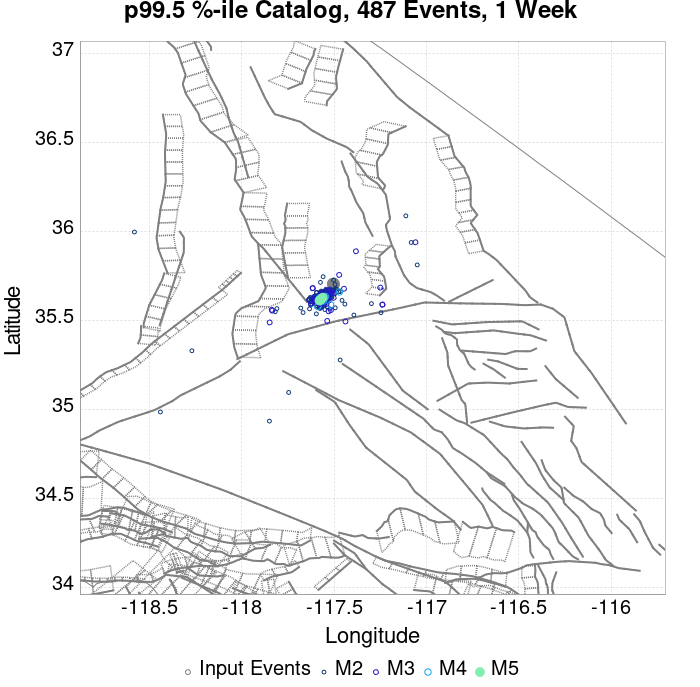 p99.5 %-ile Catalog, 487 Events, 1 Week
37
36.5
36
35.5
35
34.5
34
Latitude
-118.5 -118 -117.5 -117 -116.5 -116
Longitude
Input Events M2 M3 M4 M5